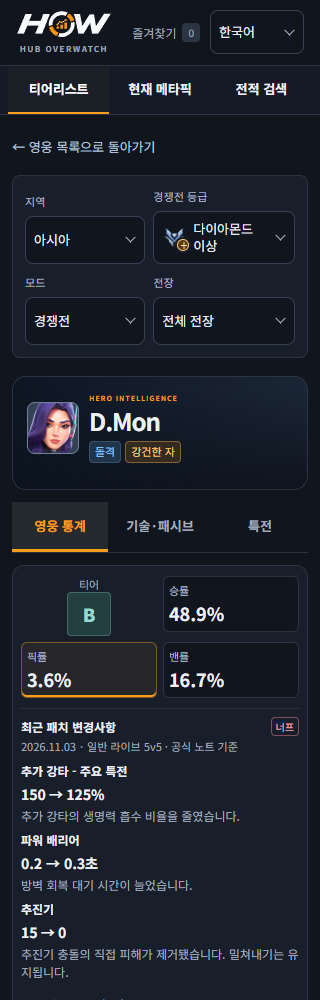 HOW
HUB OVERWATCH
즐겨찾기 0
한국어
티어리스트 현재 메타픽 전적 검색
← 영웅 목록으로 돌아가기
지역
경쟁전 등급
아시아
다이아몬드
이상
모드
전장
경쟁전
전체 전장
HERO INTELLIGENCE
D.Mon
돌격 강건한 자
영웅 통계 기술·패시브 특전
티어
B
승률
48.9%
픽률
3.6%
밴률
16.7%
최근 패치 변경사항 너프
2026.11.03 · 일반 라이브 5v5 · 공식 노트 기준
추가 강타 - 주요 특전
150 → 125%
추가 강타의 생명력 흡수 비율을 줄였습니다.
파워 배리어
0.2 → 0.3초
방벽 회복 대기 시간이 늘었습니다.
추진기
15 → 0
추진기 충돌의 직접 피해가 제거됐습니다. 밀쳐내기는 유
지됩니다.